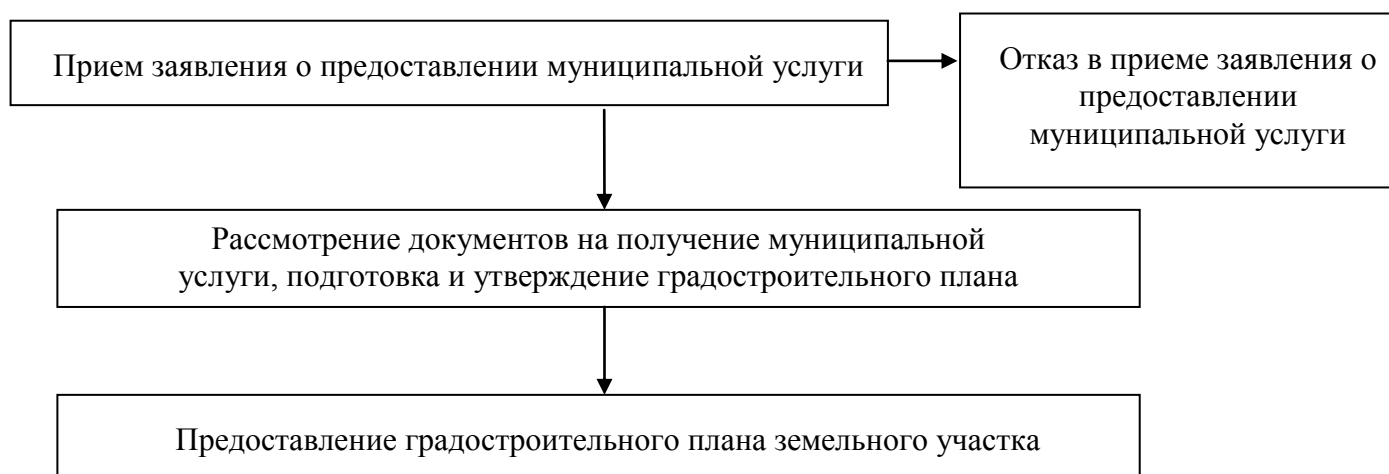 Прием заявления о предоставлении муниципальной услуги
Отказ в приеме заявления о
предоставлении
муниципальной услуги
Рассмотрение документов на получение муниципальной
услуги, подготовка и утверждение градостроительного плана
Предоставление градостроительного плана земельного участка